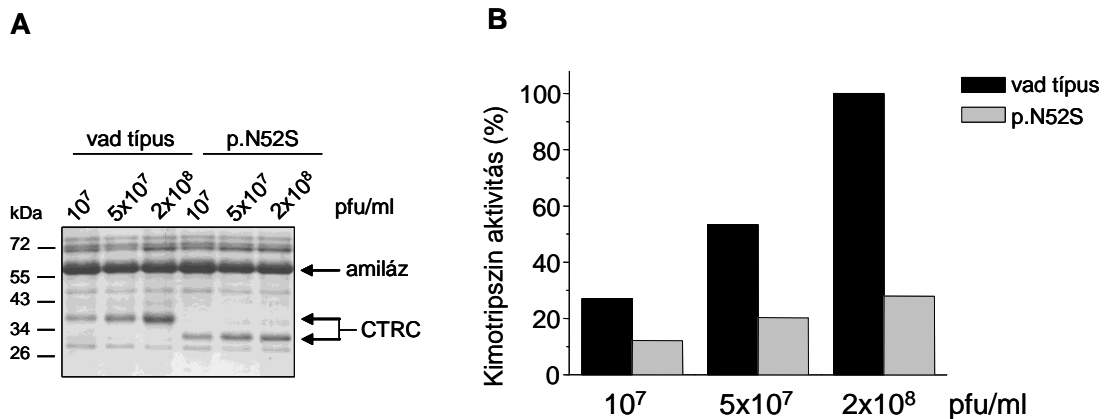 A
vad típus p.N52S
kDa 10⁷ 5x10⁷ 2x10⁸ 10⁷ 5x10⁷ 2x10⁸ pfu/ml
72
55
43
34
26
amiláz
CTRC
B
Kimotripszin aktivitás (%)
100
80
60
40
20
0
10⁷ 5x10⁷ 2x10⁸ pfu/ml
vad típus
p.N52S